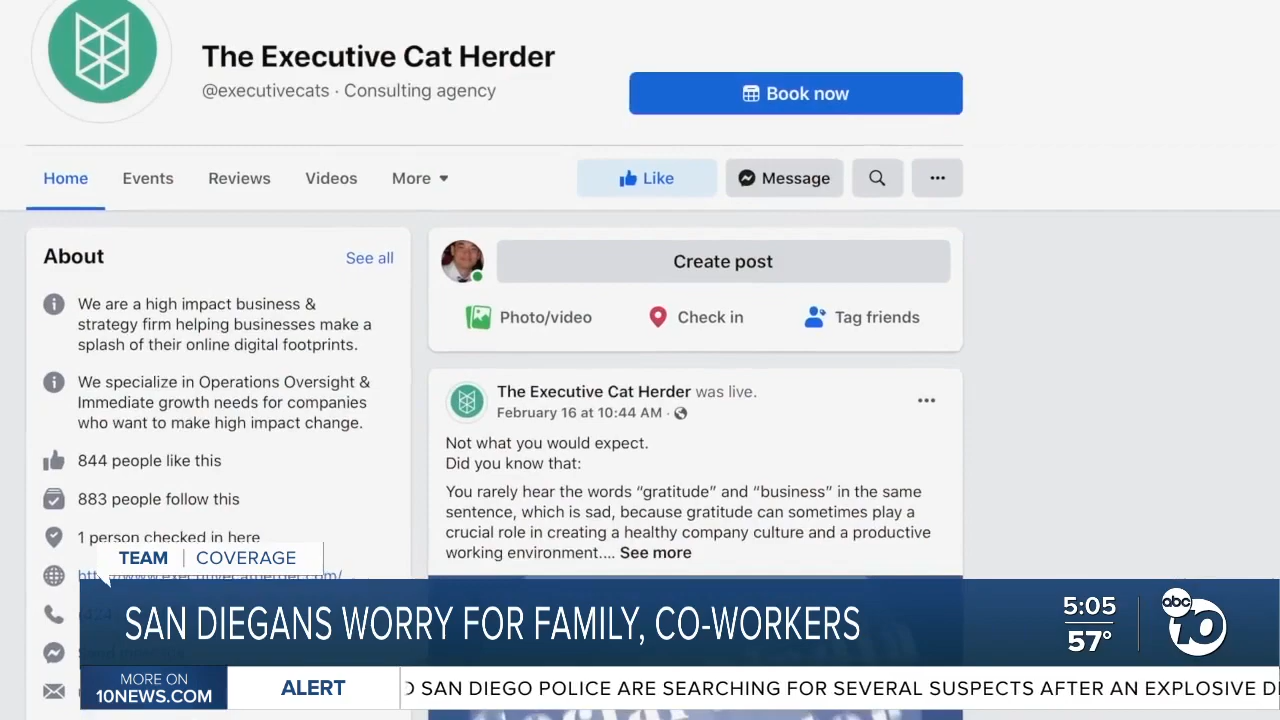 The Executive Cat Herder
@executivecats · Consulting agency
Book now
Home
Events
Reviews
Videos
More
Like
Message
About
See all
We are a high impact business &
strategy firm helping businesses make a
splash of their online digital footprints.
We specialize in Operations Oversight &
Immediate growth needs for companies
who want to make high impact change.
844 people like this
883 people follow this
1 person checked in here
Create post
Photo/video
Check in
Tag friends
The Executive Cat Herder was live.
February 16 at 10:44 AM ·
Not what you would expect.
Did you know that:
You rarely hear the words “gratitude” and “business” in the same
sentence, which is sad, because gratitude can sometimes play a
crucial role in creating a healthy company culture and a productive
working environment.... See more
TEAM | COVERAGE
SAN DIEGANS WORRY FOR FAMILY, CO-WORKERS
5:05
57°
abc
10
MORE ON
10NEWS.COM
ALERT
SAN DIEGO POLICE ARE SEARCHING FOR SEVERAL SUSPECTS AFTER AN EXPLOSIVE